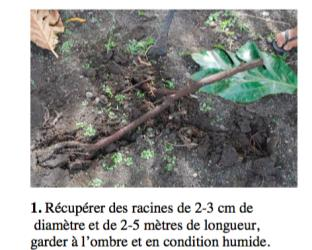 1. Récupérer des racines de 2-3 cm de
diamètre et de 2-5 mètres de longueur,
garder à l'ombre et en condition humide.